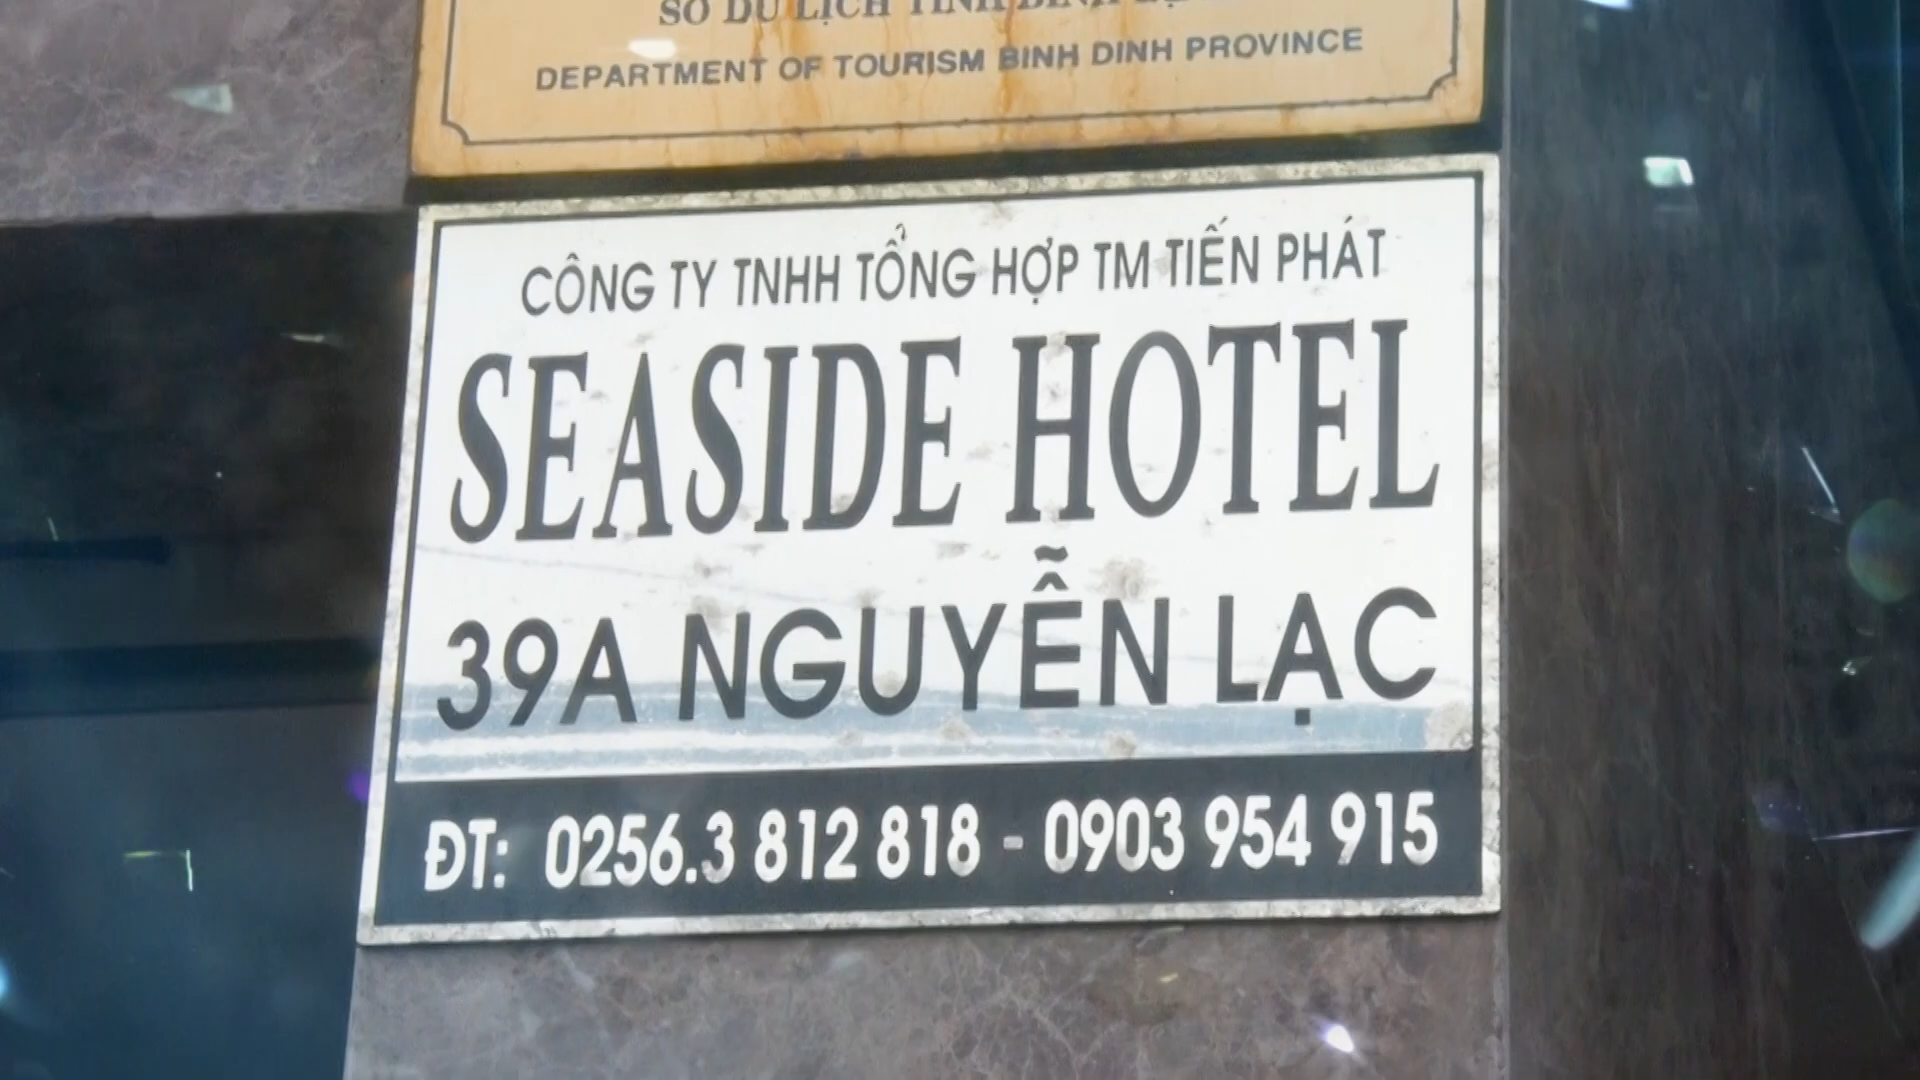 SỞ DU LỊCH TỈNH BÌNH
DEPARTMENT OF TOURISM BINH DINH PROVINCE
CÔNG TY TNHH TỔNG HỢP TM TIẾN PHÁT
SEASIDE HOTEL
39A NGUYỄN LẠC
ĐT: 0256.3 812 818 - 0903 954 915